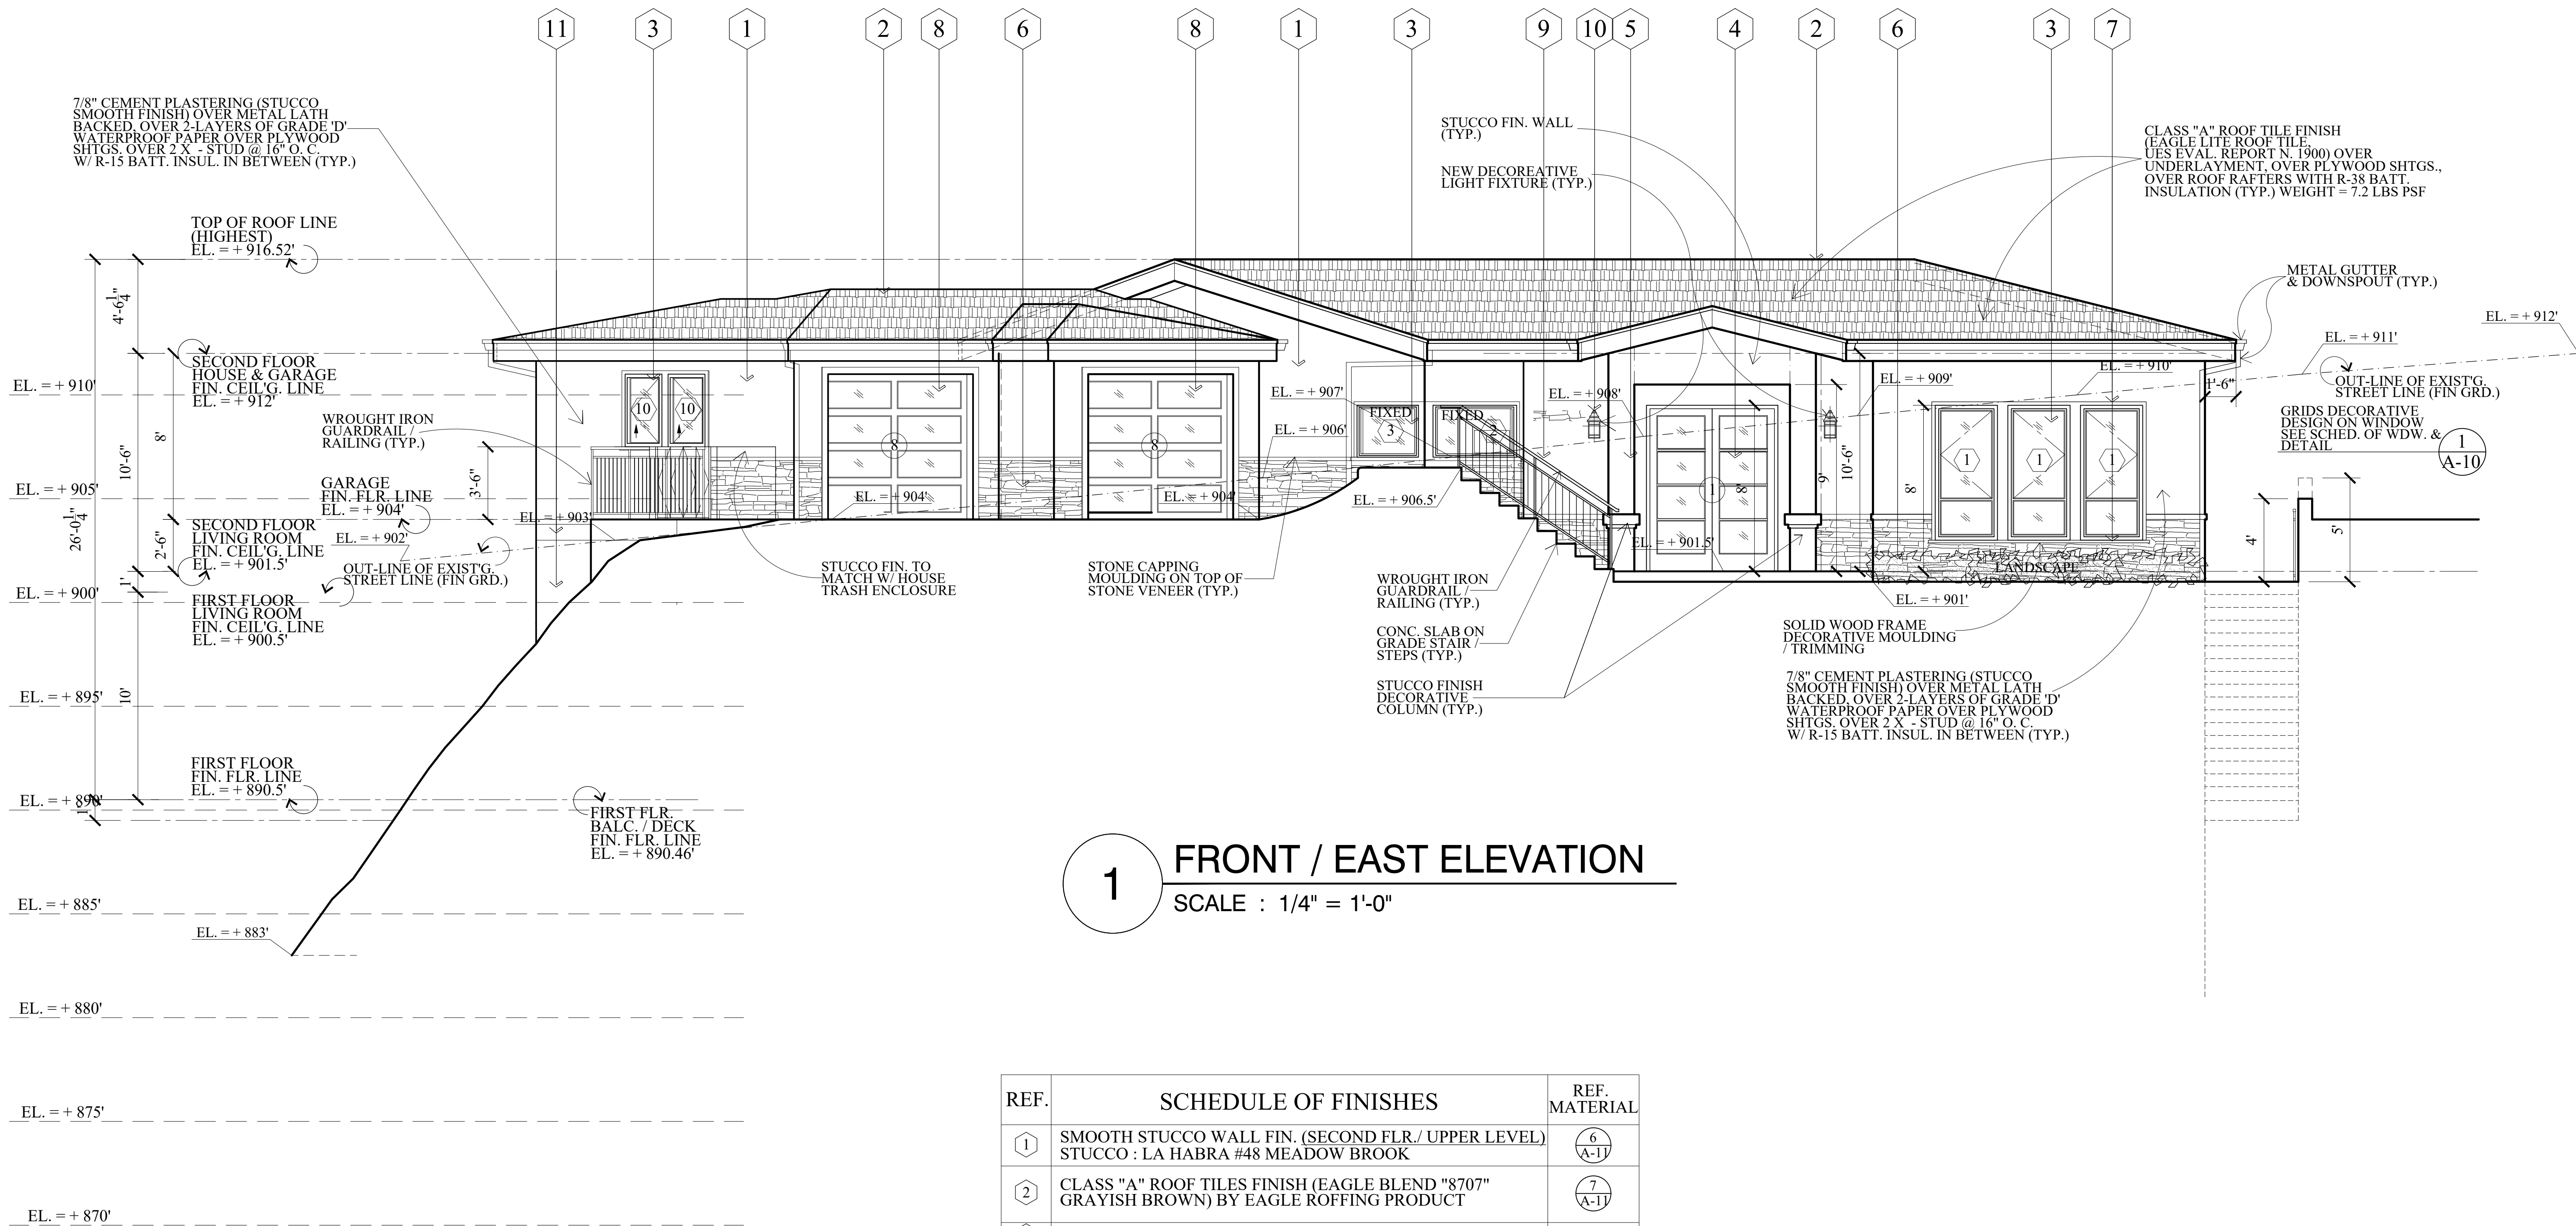 11
3
1
2
8
6
8
1
3
9
10
5
4
2
6
3
7
7/8" CEMENT PLASTERING (STUCCO
SMOOTH FINISH) OVER METAL LATH
BACKED, OVER 2-LAYERS OF GRADE 'D'
WATERPROOF PAPER OVER PLYWOOD
SHTGS. OVER 2 X - STUD @ 16" O. C.
W/ R-15 BATT. INSUL. IN BETWEEN (TYP.)
STUCCO FIN. WALL
(TYP.)
NEW DECOREATIVE
LIGHT FIXTURE (TYP.)
CLASS "A" ROOF TILE FINISH
(EAGLE LITE ROOF TILE,
UES EVAL. REPORT N. 1900) OVER
UNDERLAYMENT, OVER PLYWOOD SHTGS.,
OVER ROOF RAFTERS WITH R-38 BATT.
INSULATION (TYP.) WEIGHT = 7.2 LBS PSF
TOP OF ROOF LINE
(HIGHEST)
EL. = + 916.52'
METAL GUTTER
& DOWNSPOUT (TYP.)
4'-6 1/4"
EL. = + 912'
EL. = + 911'
SECOND FLOOR
HOUSE & GARAGE
FIN. CEIL'G. LINE
EL. = + 912'
EL. = + 910'
EL. = + 910'
EL. = + 909'
EL. = + 908'
EL. = + 907'
EL. = + 906'
1'-6"
OUT-LINE OF EXIST'G.
STREET LINE (FIN GRD.)
GRIDS DECORATIVE
DESIGN ON WINDOW
SEE SCHED. OF WDW. &
DETAIL
1
A-10
WROUGHT IRON
GUARDRAIL /
RAILING (TYP.)
10
10
8
8
FIXED
3
FIXED
2
1
1
1
1
8'
10'-6"
26'-0 1/4"
3'-6"
9'
10'-6"
8'
8'
4'
5'
EL. = + 905'
GARAGE
FIN. FLR. LINE
EL. = + 904'
EL. = + 904'
EL. = + 904'
EL. = + 906.5'
EL. = + 903'
SECOND FLOOR
LIVING ROOM
FIN. CEIL'G. LINE
EL. = + 901.5'
EL. = + 902'
2'-6"
1'
OUT-LINE OF EXIST'G.
STREET LINE (FIN GRD.)
EL. = + 901.5'
LANDSCAPE
EL. = + 901'
STUCCO FIN. TO
MATCH W/ HOUSE
TRASH ENCLOSURE
STONE CAPPING
MOULDING ON TOP OF
STONE VENEER (TYP.)
WROUGHT IRON
GUARDRAIL /
RAILING (TYP.)
CONC. SLAB ON
GRADE STAIR /
STEPS (TYP.)
STUCCO FINISH
DECORATIVE
COLUMN (TYP.)
SOLID WOOD FRAME
DECORATIVE MOULDING
/ TRIMMING
7/8" CEMENT PLASTERING (STUCCO
SMOOTH FINISH) OVER METAL LATH
BACKED, OVER 2-LAYERS OF GRADE 'D'
WATERPROOF PAPER OVER PLYWOOD
SHTGS. OVER 2 X - STUD @ 16" O. C.
W/ R-15 BATT. INSUL. IN BETWEEN (TYP.)
EL. = + 900'
FIRST FLOOR
LIVING ROOM
FIN. CEIL'G. LINE
EL. = + 900.5'
EL. = + 895'
10'
FIRST FLOOR
FIN. FLR. LINE
EL. = + 890.5'
EL. = + 890'
1'
FIRST FLR.
BALC. / DECK
FIN. FLR. LINE
EL. = + 890.46'
EL. = + 885'
EL. = + 883'
EL. = + 880'
EL. = + 875'
EL. = + 870'
1
FRONT / EAST ELEVATION
SCALE : 1/4" = 1'-0"
REF.
SCHEDULE OF FINISHES
REF.
MATERIAL
1
SMOOTH STUCCO WALL FIN. (SECOND FLR./ UPPER LEVEL)
STUCCO : LA HABRA #48 MEADOW BROOK
6
A-11
2
CLASS "A" ROOF TILES FINISH (EAGLE BLEND "8707"
GRAYISH BROWN) BY EAGLE ROFFING PRODUCT
7
A-11